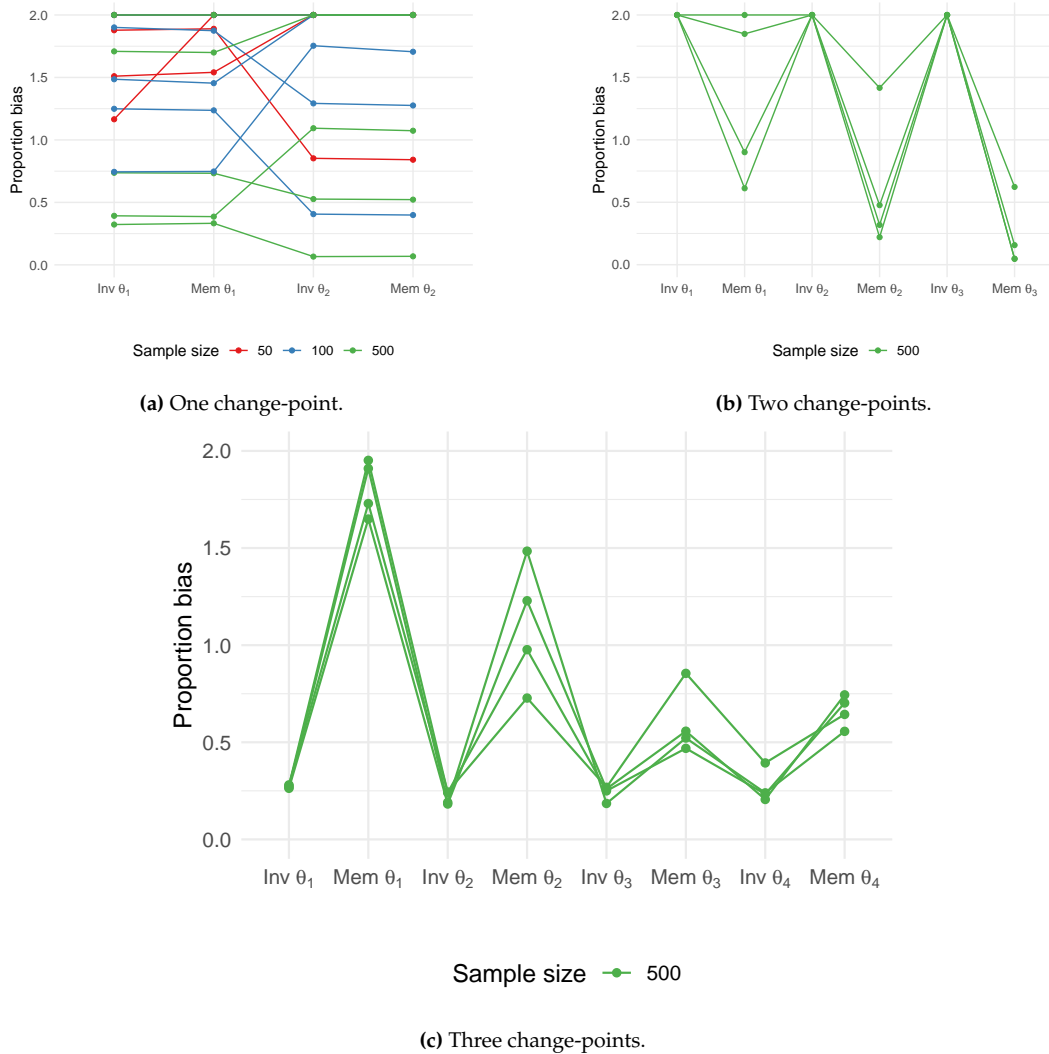 2.0
1.5
1.0
0.5
0.0
Proportion bias
Inv θ1 Mem θ1 Inv θ2 Mem θ2
Sample size 50 100 500
(a) One change-point.
2.0
1.5
1.0
0.5
0.0
Proportion bias
Inv θ1 Mem θ1 Inv θ2 Mem θ2 Inv θ3 Mem θ3
Sample size 500
(b) Two change-points.
2.0
1.5
1.0
0.5
0.0
Proportion bias
Inv θ1 Mem θ1 Inv θ2 Mem θ2 Inv θ3 Mem θ3 Inv θ4 Mem θ4
Sample size 500
(c) Three change-points.